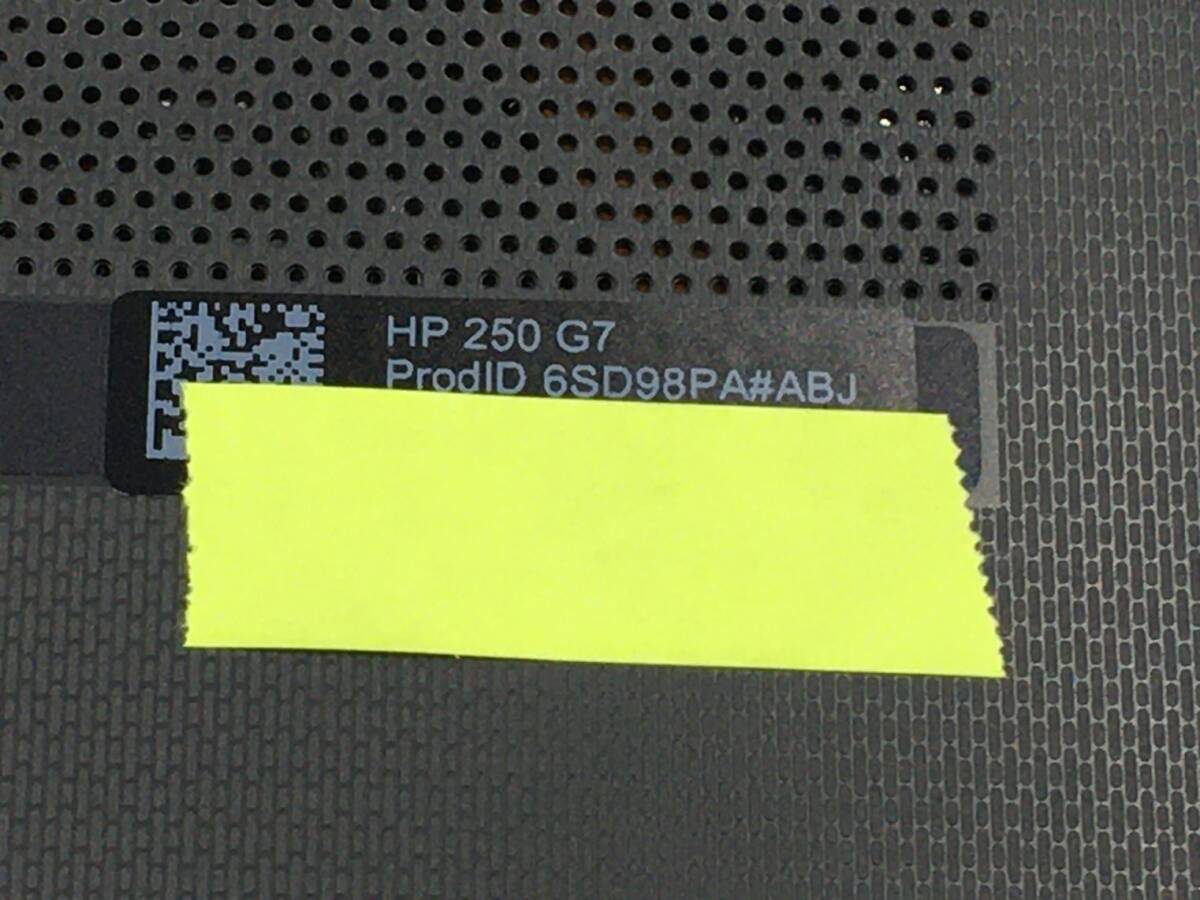 HP 250 G7
ProdID 6SD98PA#ABJ